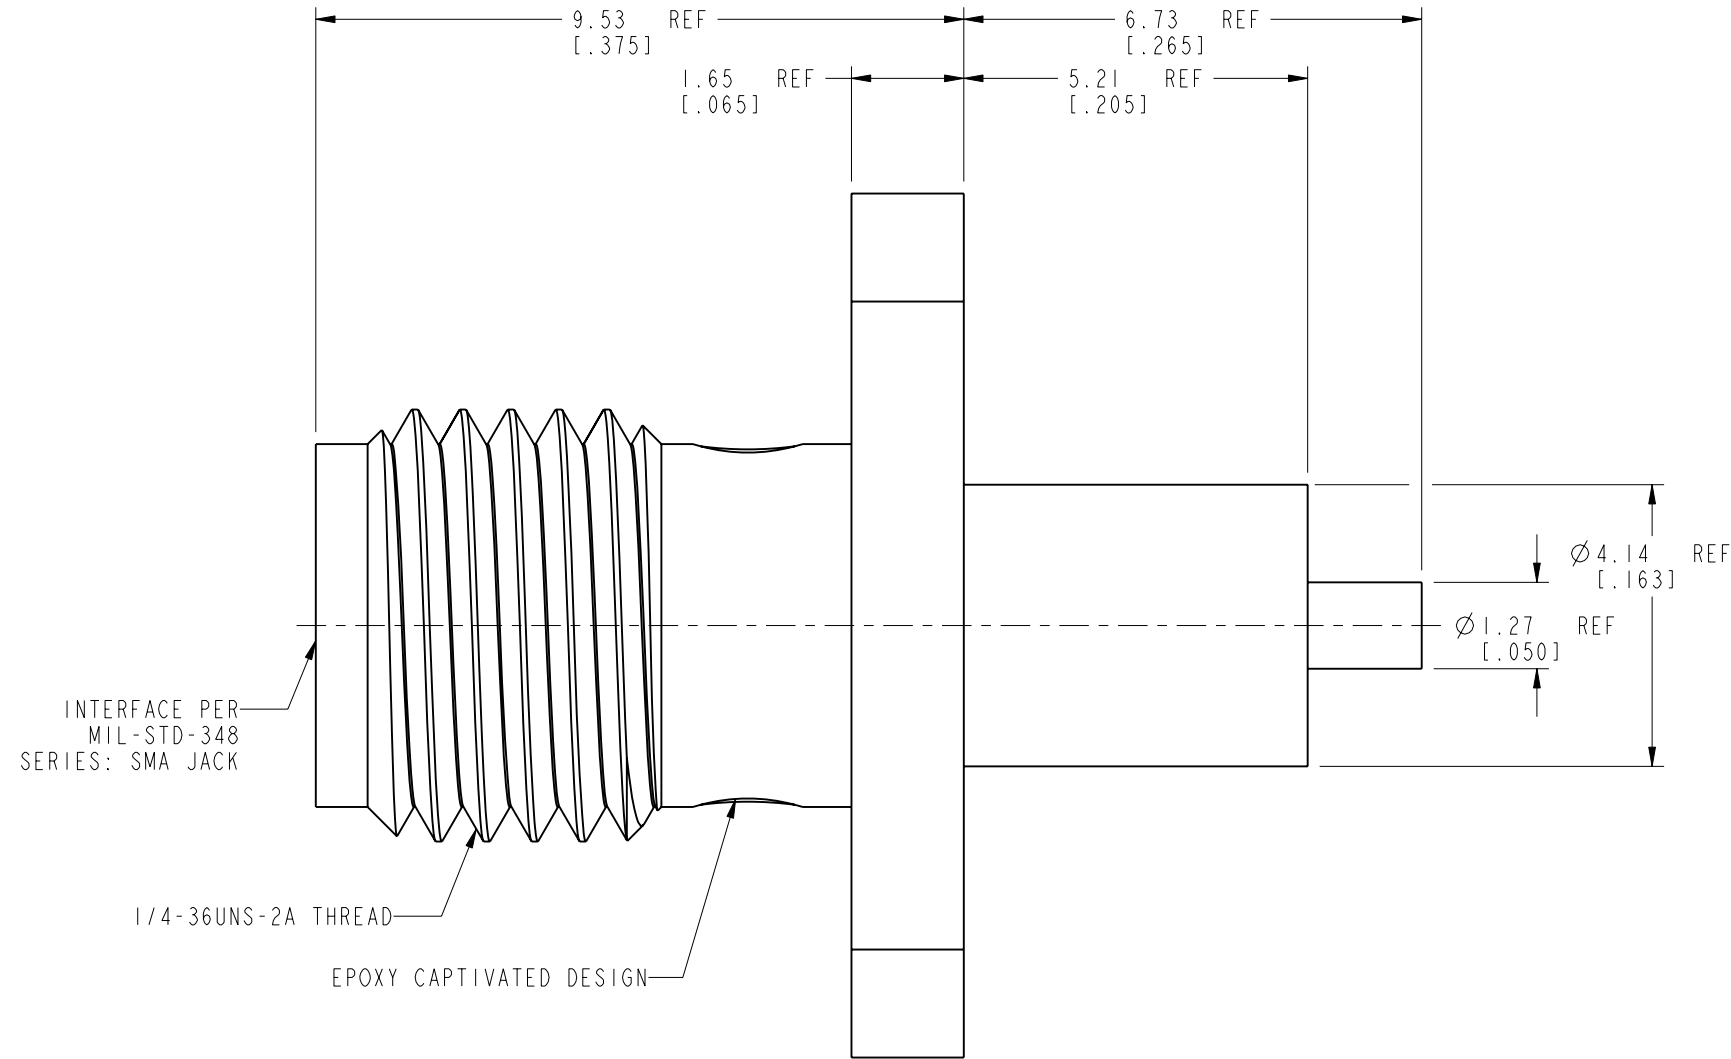 9.53 REF
[.375]
6.73 REF
[.265]
1.65 REF
[.065]
5.21 REF
[.205]
Ø4.14 REF
[.163]
Ø1.27 REF
[.050]
INTERFACE PER
MIL-STD-348
SERIES: SMA JACK
1/4-36UNS-2A THREAD
EPOXY CAPTIVATED DESIGN